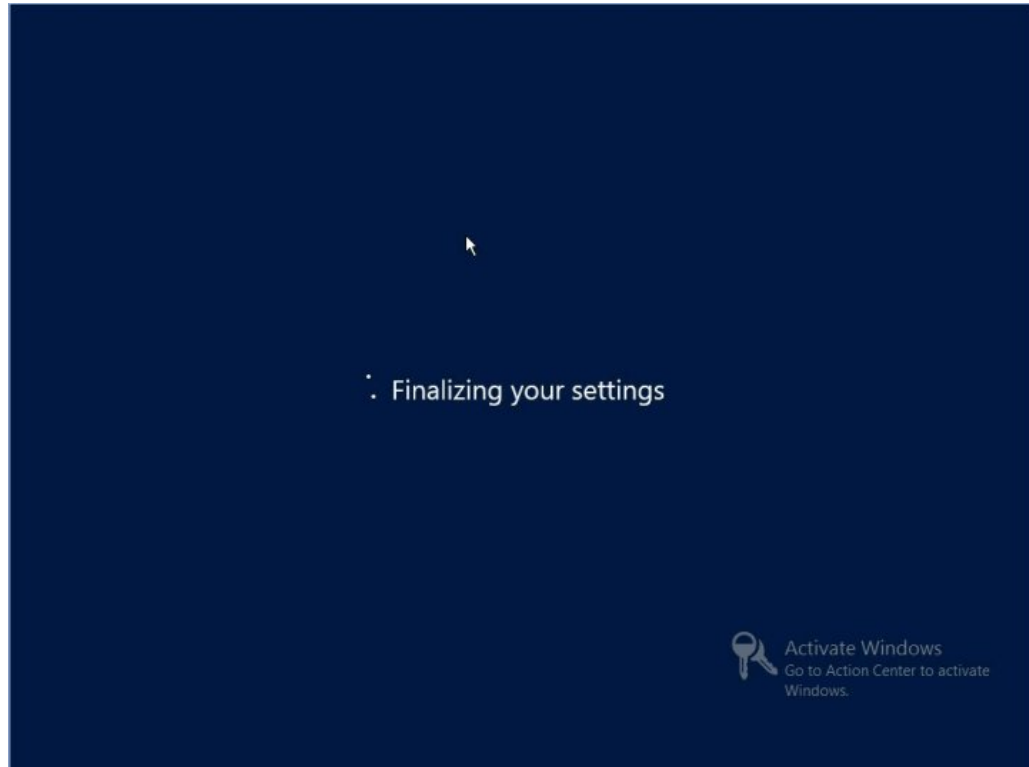 Finalizing your settings
Activate Windows
Go to Action Center to activate
Windows.